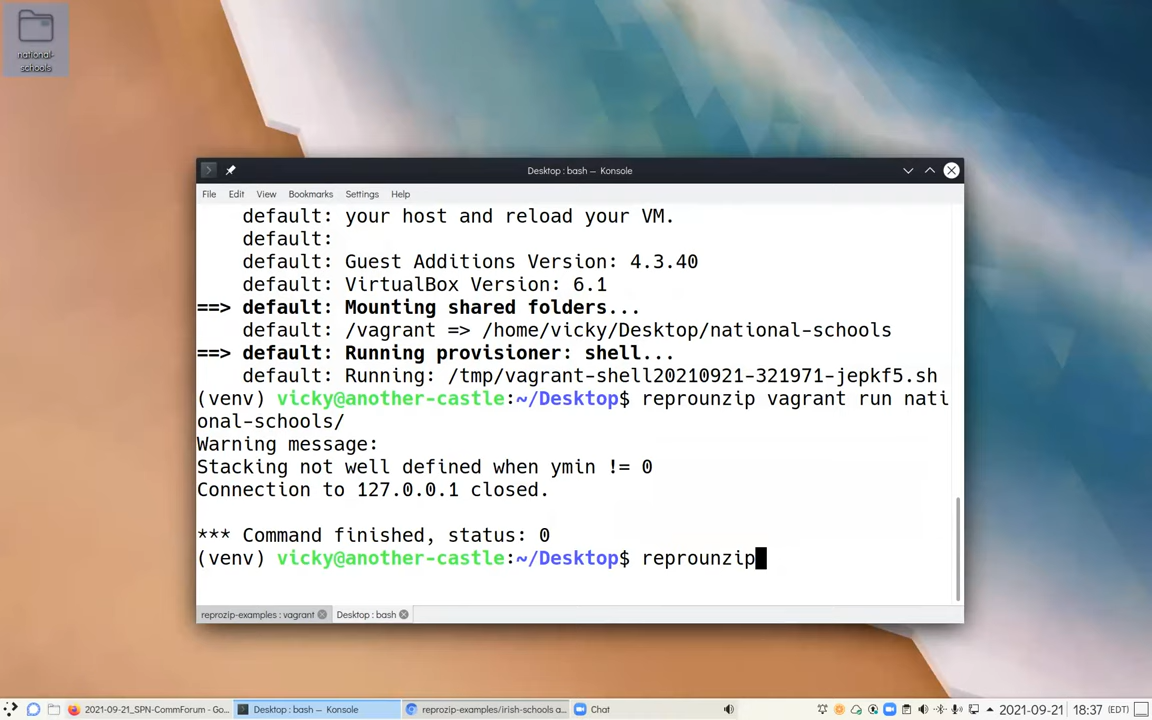 national-
schools
Desktop : bash — Konsole
File Edit View Bookmarks Settings Help
default: your host and reload your VM.
default:
default: Guest Additions Version: 4.3.40
default: VirtualBox Version: 6.1
==> default: Mounting shared folders...
default: /vagrant => /home/vicky/Desktop/national-schools
==> default: Running provisioner: shell...
default: Running: /tmp/vagrant-shell20210921-321971-jepkf5.sh
(venv) vicky@another-castle:~/Desktop$ reprounzip vagrant run nati
onal-schools/
Warning message:
Stacking not well defined when ymin != 0
Connection to 127.0.0.1 closed.
*** Command finished, status: 0
(venv) vicky@another-castle:~/Desktop$ reprounzip
reprozip-examples : vagrant Desktop : bash
2021-09-21_SPN-CommForum - Go... Desktop : bash — Konsole reprozip-examples/irish-schools a... Chat 2021-09-21 18:37 (EDT)